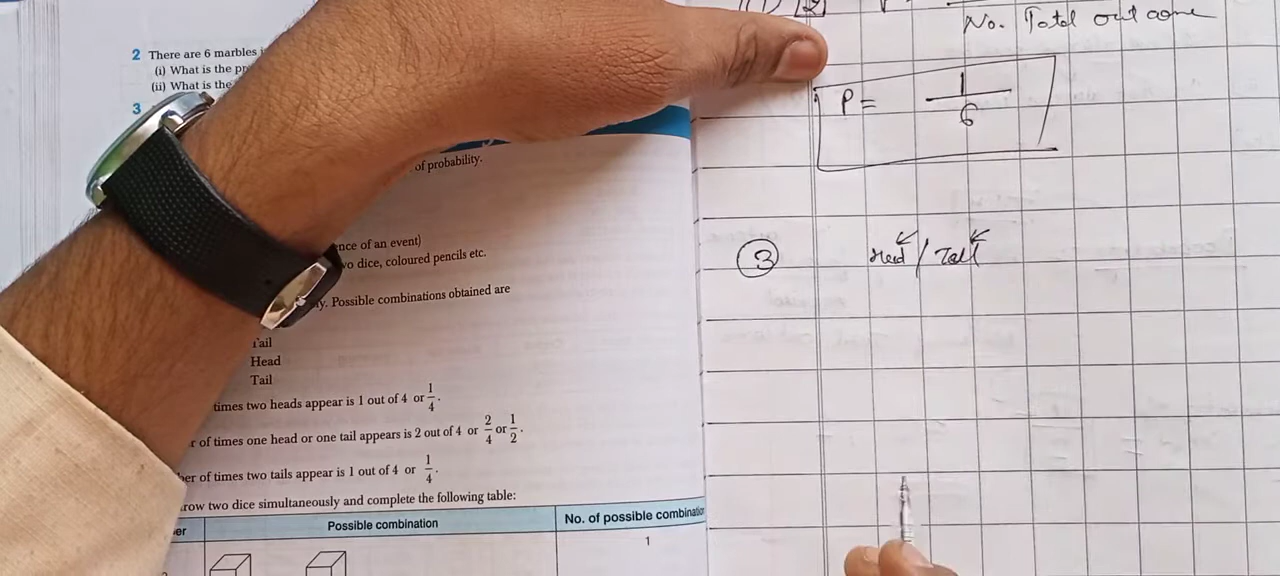 2 There are 6 marbles
(i) What is the
(ii) What is the
3
of probability.
nce of an event)
vo dice, coloured pencils etc.
y. Possible combinations obtained are
Tail
Head
Tail
times two heads appear is 1 out of 4 or 1/4.
r of times one head or one tail appears is 2 out of 4 or 2/4 or 1/2.
ber of times two tails appear is 1 out of 4 or 1/4.
row two dice simultaneously and complete the following table:
er Possible combination No. of possible combination
1
No. Total out come
P = 1/6
3 Head / Tail